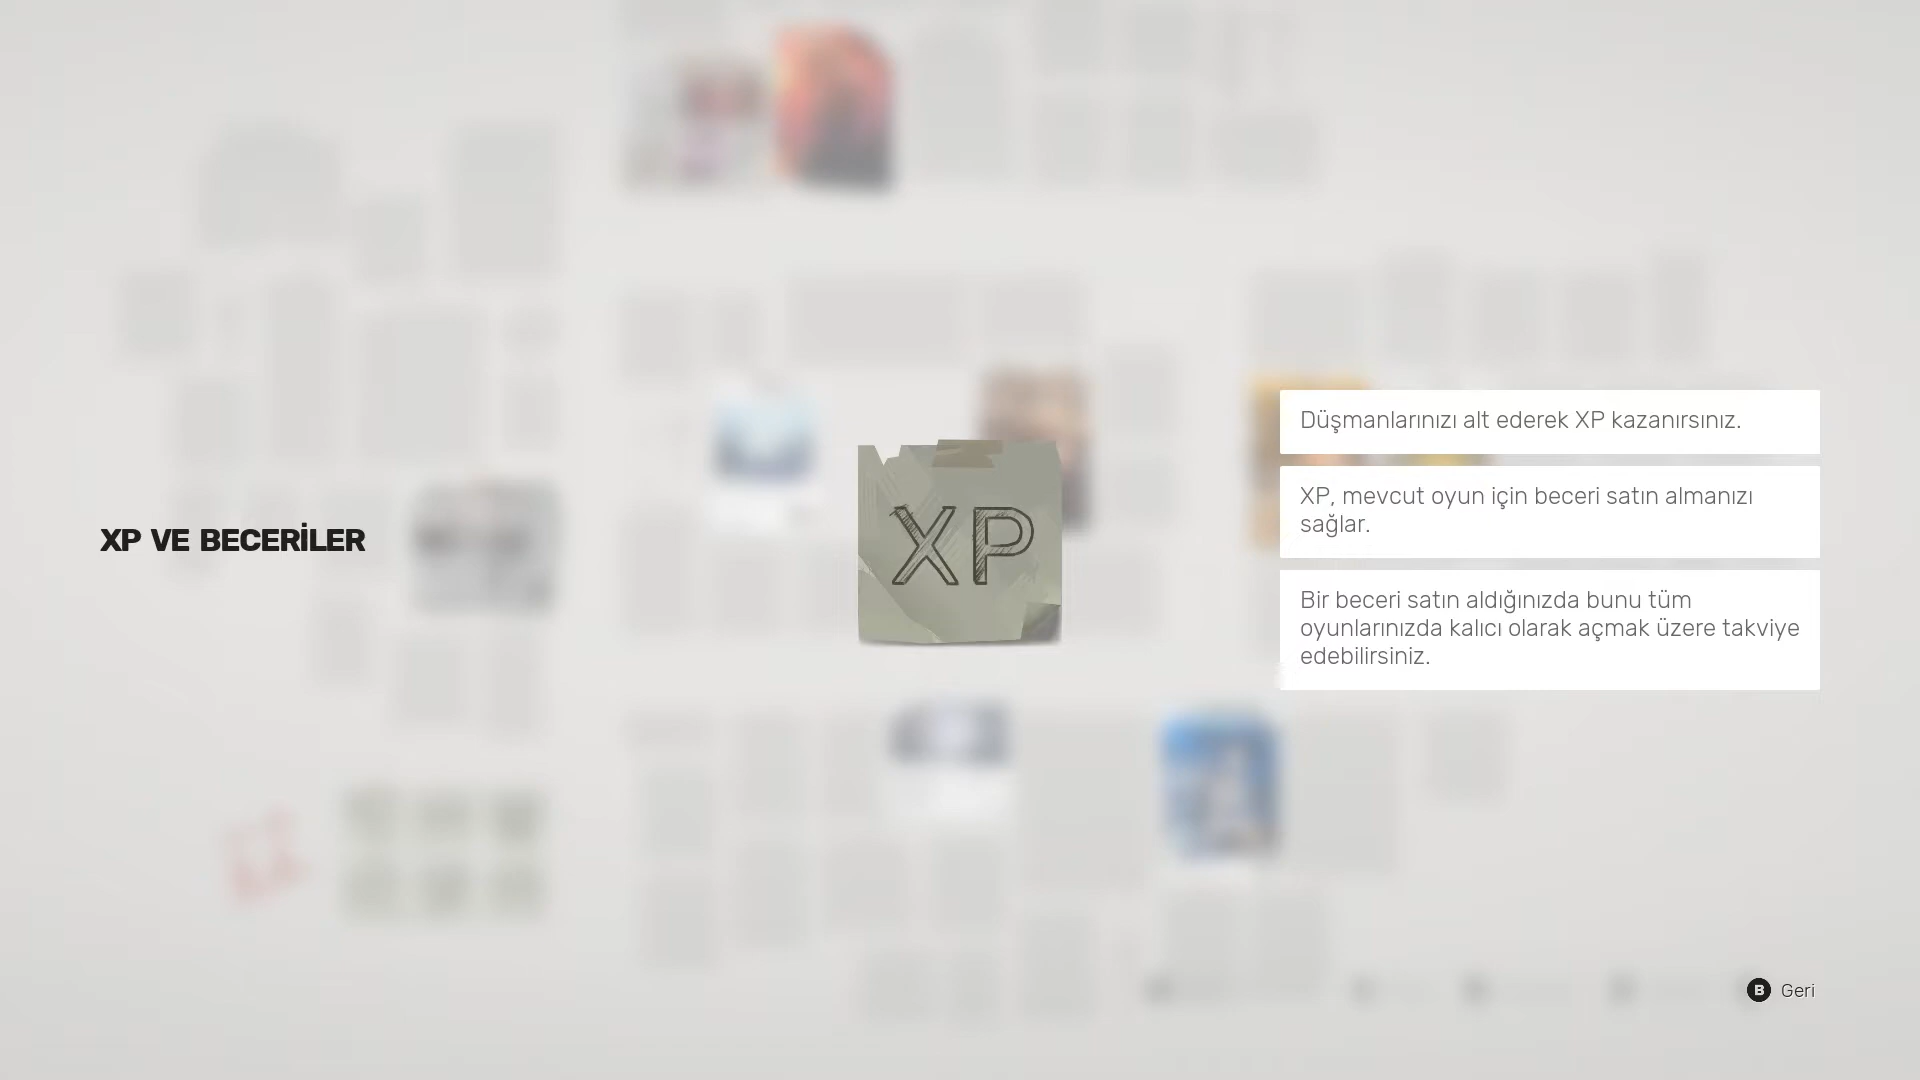 XP VE BECERİLER
XP
Düşmanlarınızı alt ederek XP kazanırsınız.
XP, mevcut oyun için beceri satın almanızı
sağlar.
Bir beceri satın aldığınızda bunu tüm
oyunlarınızda kalıcı olarak açmak üzere takviye
edebilirsiniz.
B Geri